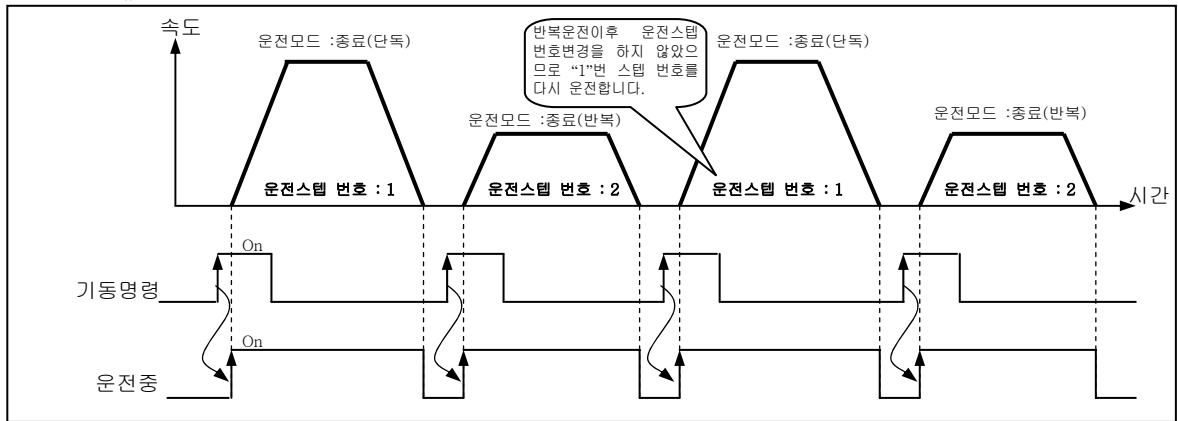 속도
운전모드 :종료(단독)
반복운전이후 운전스텝
번호변경을 하지 않았으
므로 “1”번 스텝 번호를
다시 운전합니다.
운전모드 :종료(단독)
운전모드 :종료(반복)
운전모드 :종료(반복)
운전스텝 번호 : 1
운전스텝 번호 : 2
운전스텝 번호 : 1
운전스텝 번호 : 2
시간
On
기동명령
On
운전중